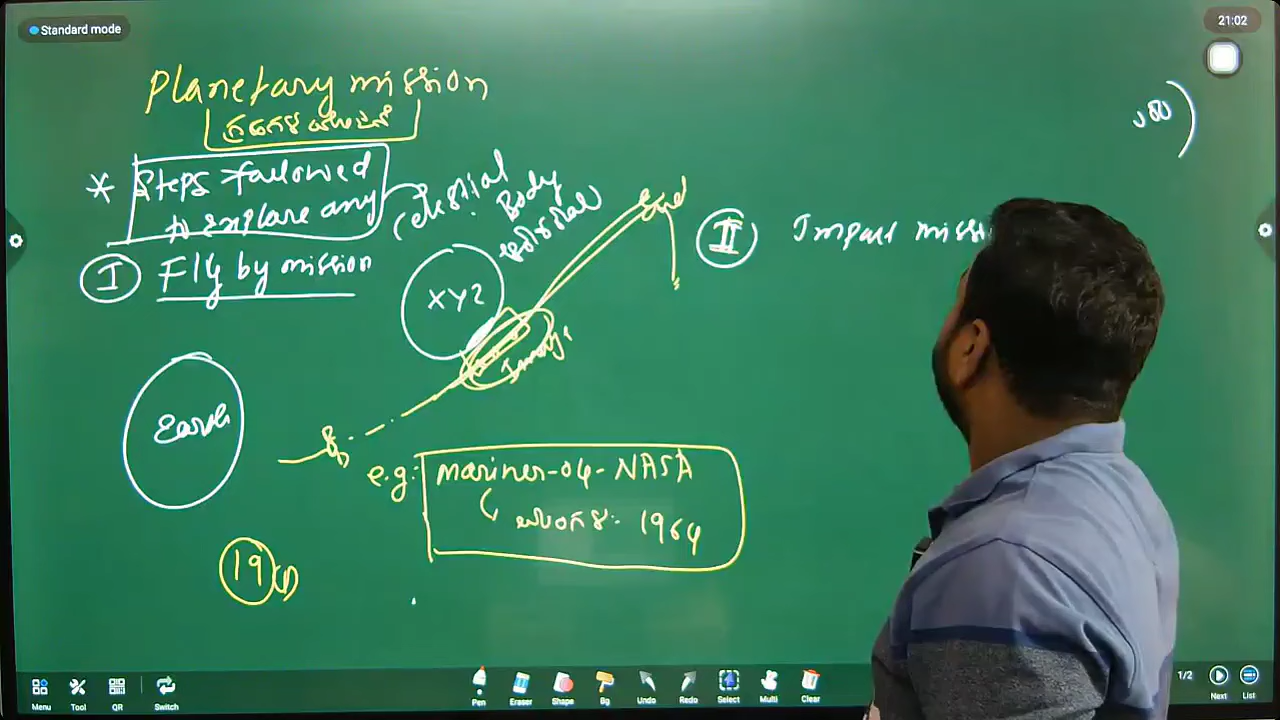 Standard mode
21:02
Planetary mission
* Steps followed
to explore any
celestial
Body
I Fly by mission
XYZ
End
II Impact missi
Image
Earth
e.g: mariner-04-NASA
ಮಂಗಳ: 1964
19
Menu
Tool
QR
Switch
Pen
Eraser
Shape
Bg
Undo
Redo
Select
Multi
Clear
1/2
Next
List